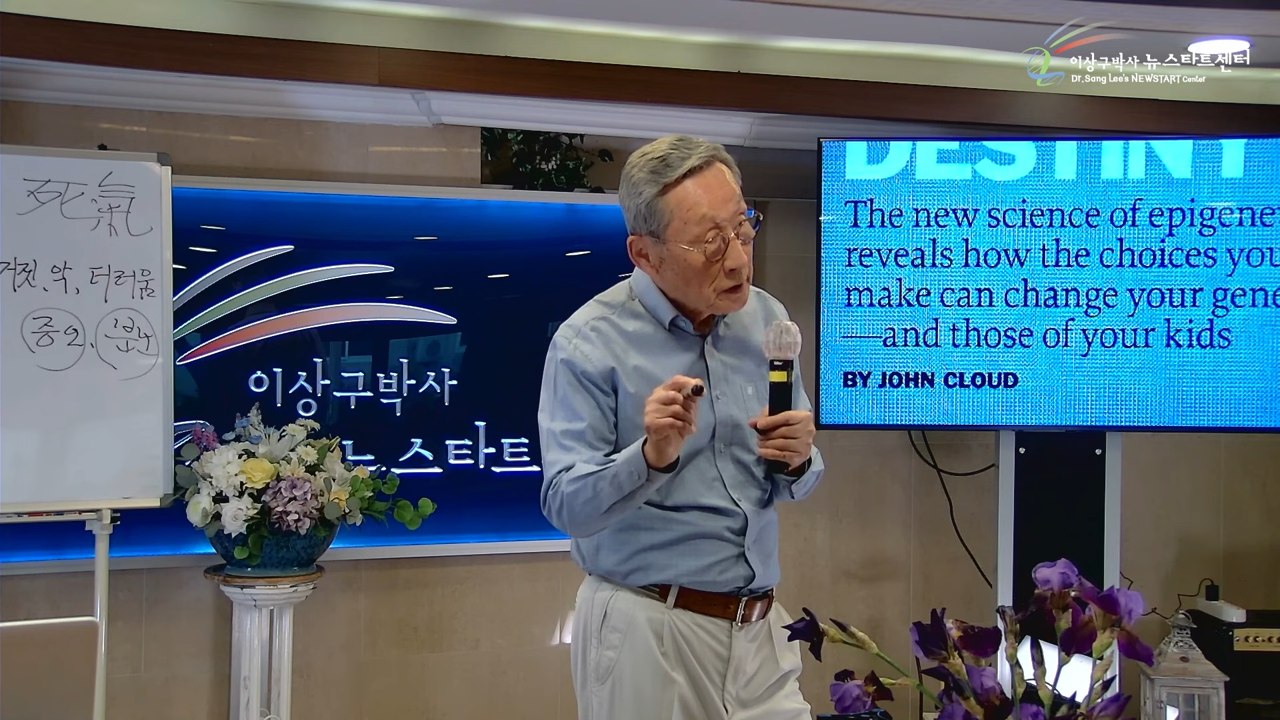 이상구박사 뉴스타트센터
Dr. Sang Lee's NEWSTART Center
死氣
거짓, 악, 더러움
증오, 분노
이상구박사
뉴스타트
DESTINY
The new science of epigene
reveals how the choices you
make can change your gene
—and those of your kids
BY JOHN CLOUD